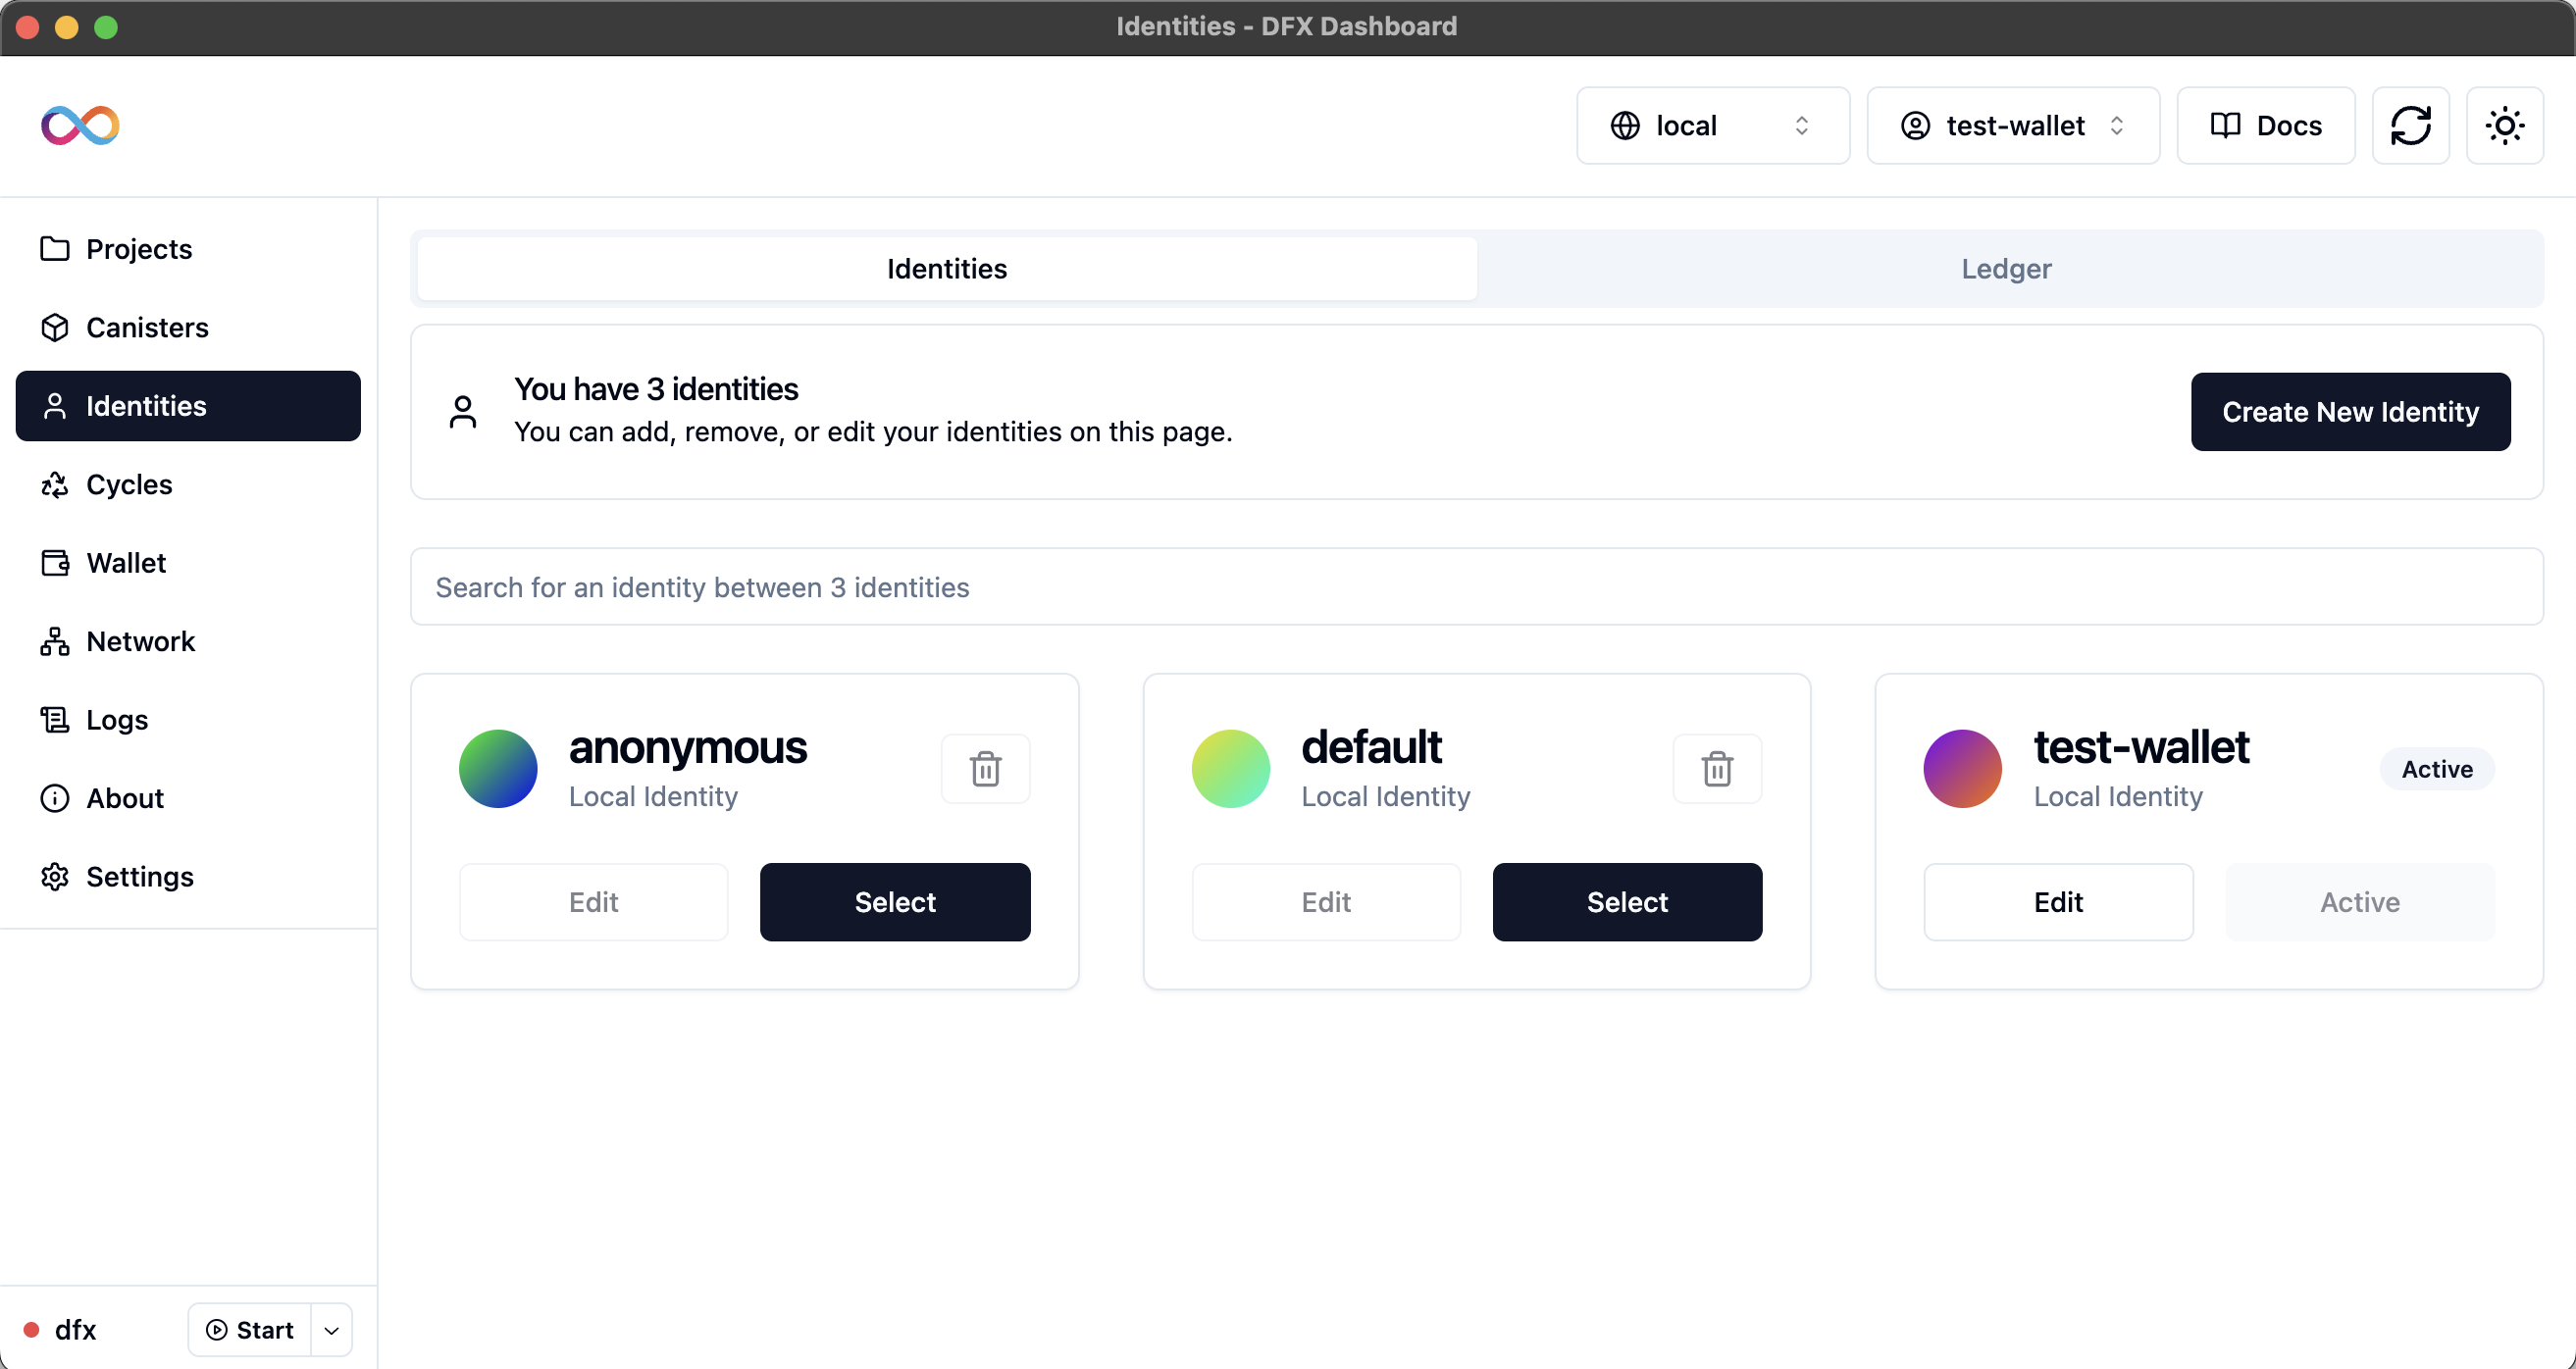 Identities - DFX Dashboard
local
test-wallet
Docs
Projects
Canisters
Identities
Cycles
Wallet
Network
Logs
About
Settings
dfx
Start
Identities
Ledger
You have 3 identities
You can add, remove, or edit your identities on this page.
Create New Identity
Search for an identity between 3 identities
anonymous
Local Identity
Edit
Select
default
Local Identity
Edit
Select
test-wallet
Local Identity
Active
Edit
Active